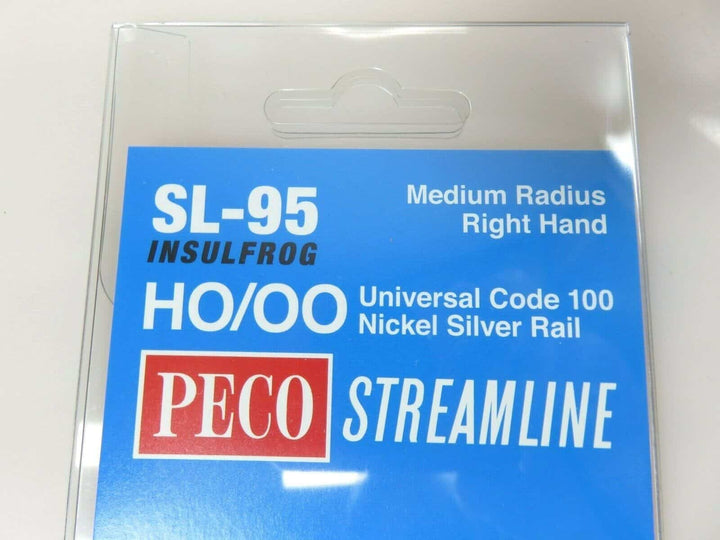 SL-95
INSULFROG
Medium Radius
Right Hand
HO/OO
Universal Code 100
Nickel Silver Rail
PECO STREAMLINE